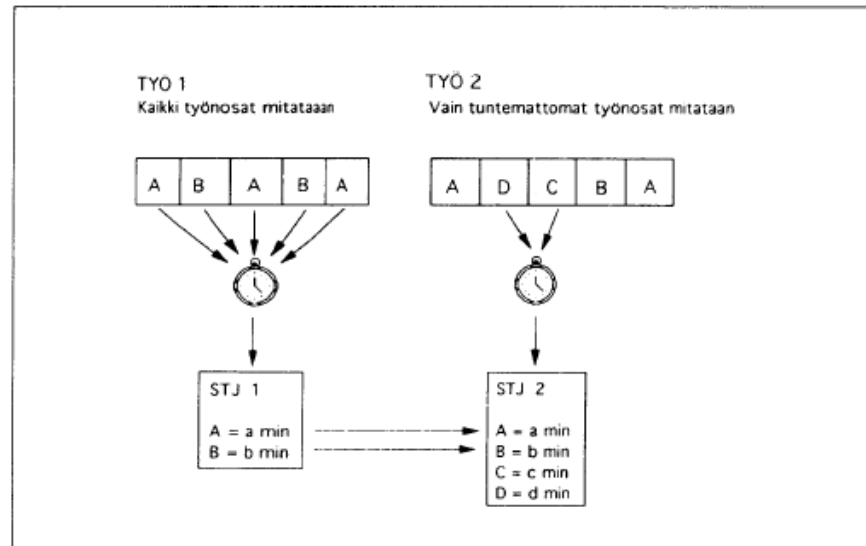 TYÖ 1
Kaikki työnosat mitataaan
A B A B A
STJ 1
A = a min
B = b min
TYÖ 2
Vain tuntemattomat työnosat mitataan
A D C B A
STJ 2
A = a min
B = b min
C = c min
D = d min